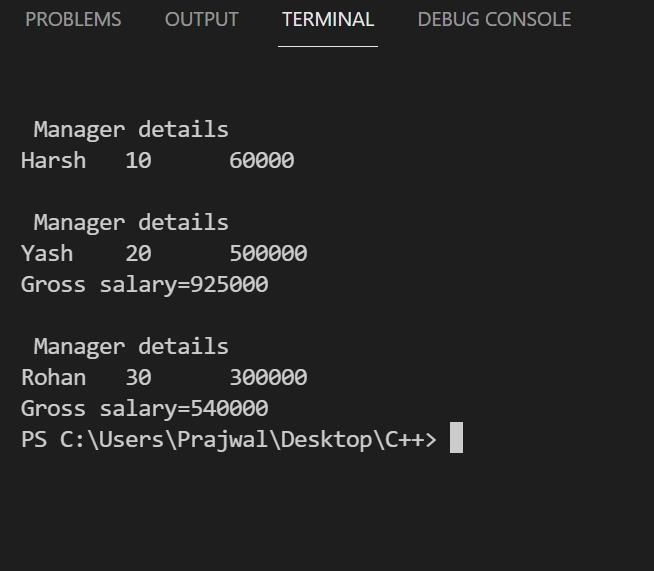 PROBLEMS OUTPUT TERMINAL DEBUG CONSOLE
Manager details
Harsh 10 60000
Manager details
Yash 20 500000
Gross salary=925000
Manager details
Rohan 30 300000
Gross salary=540000
PS C:\Users\Prajwal\Desktop\C++>